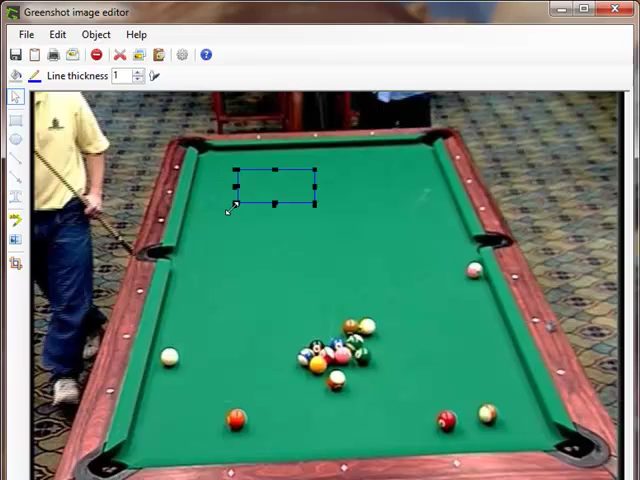 Greenshot image editor
File Edit Object Help
Line thickness 1